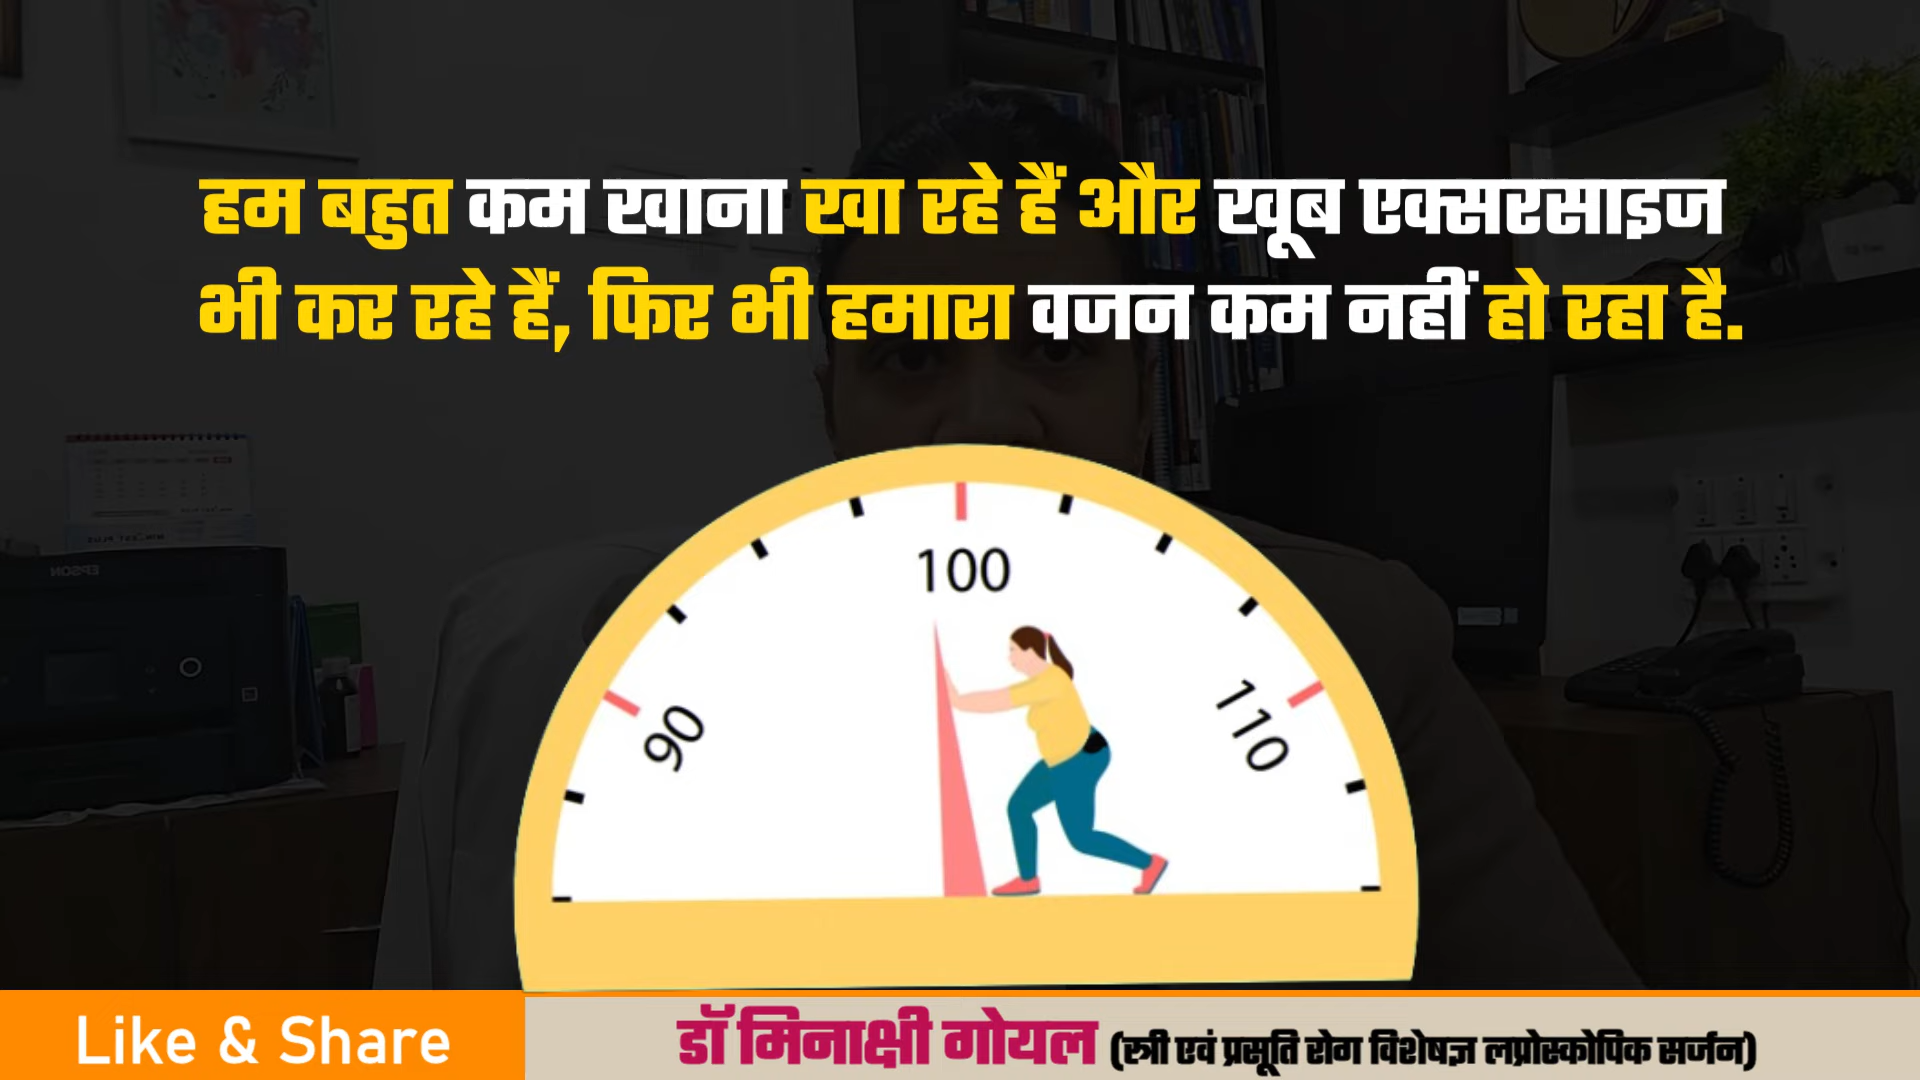 हम बहुत कम खाना खा रहे हैं और खूब एक्सरसाइज
भी कर रहे हैं, फिर भी हमारा वजन कम नहीं हो रहा है.
100
90
110
EPSON
Like & Share
डॉ मिनाक्षी गोयल (स्त्री एवं प्रसूति रोग विशेषज्ञ लप्रोस्कोपिक सर्जन)